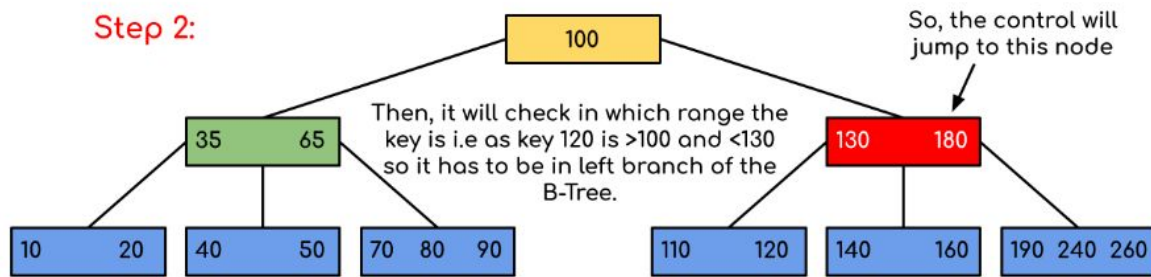 Step 2:
So, the control will
jump to this node
100
Then, it will check in which range the
key is i.e as key 120 is >100 and <130
so it has to be in left branch of the
B-Tree.
35 65
130 180
10 20
40 50
70 80 90
110 120
140 160
190 240 260